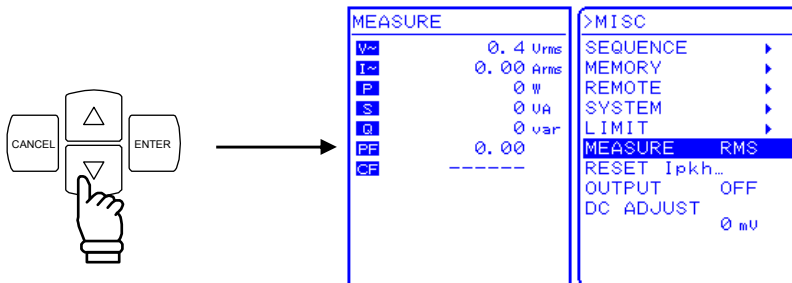 CANCEL
ENTER
MEASURE
V~ 0.4 Vrms
I~ 0.00 Arms
P 0 W
S 0 VA
Q 0 var
PF 0.00
CF ------
>MISC
SEQUENCE
MEMORY
REMOTE
SYSTEM
LIMIT
MEASURE RMS
RESET Ipkh…
OUTPUT OFF
DC ADJUST
0 mV